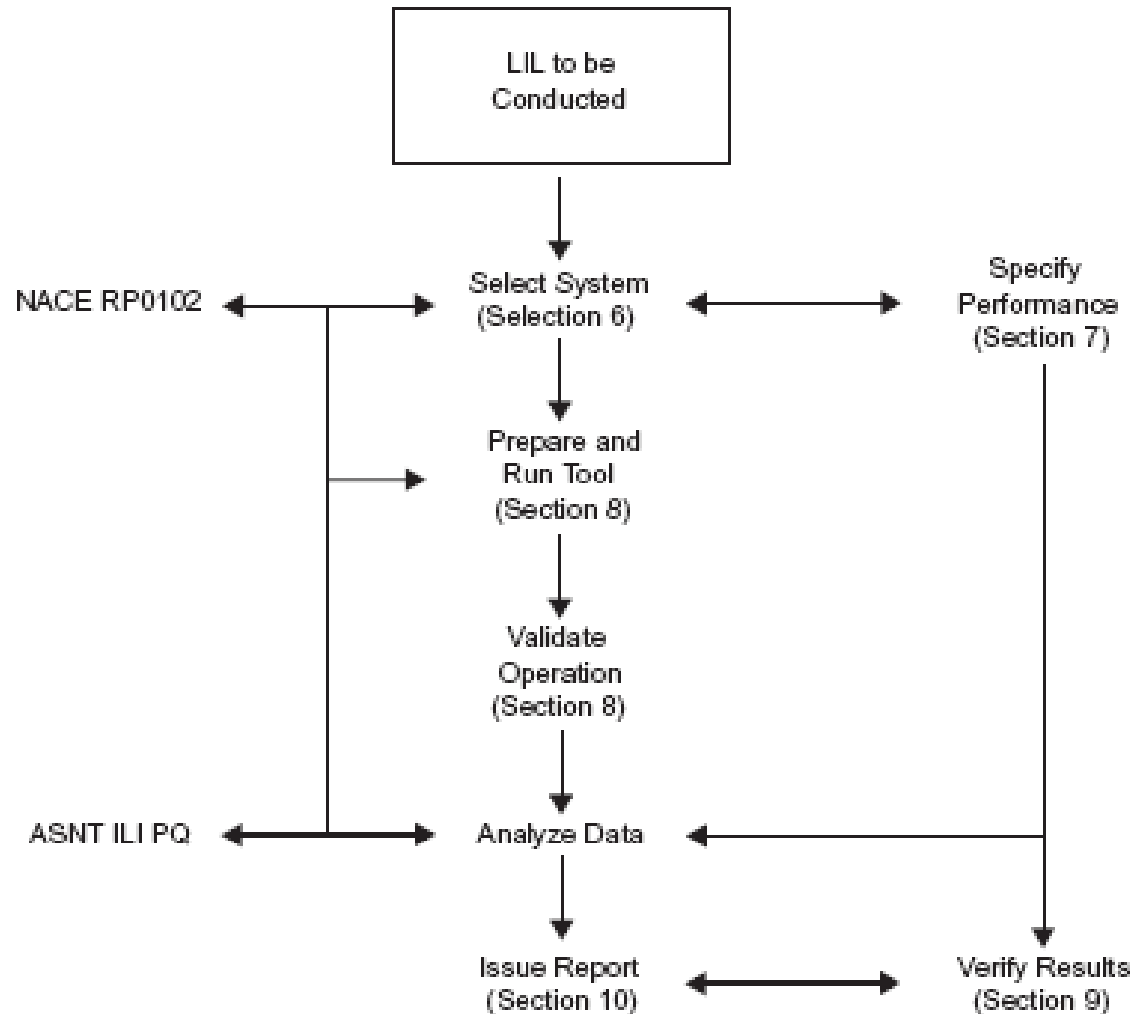 LIL to be
Conducted
NACE RP0102
Select System
(Selection 6)
Specify
Performance
(Section 7)
Prepare and
Run Tool
(Section 8)
Validate
Operation
(Section 8)
ASNT ILI PQ
Analyze Data
Issue Report
(Section 10)
Verify Results
(Section 9)